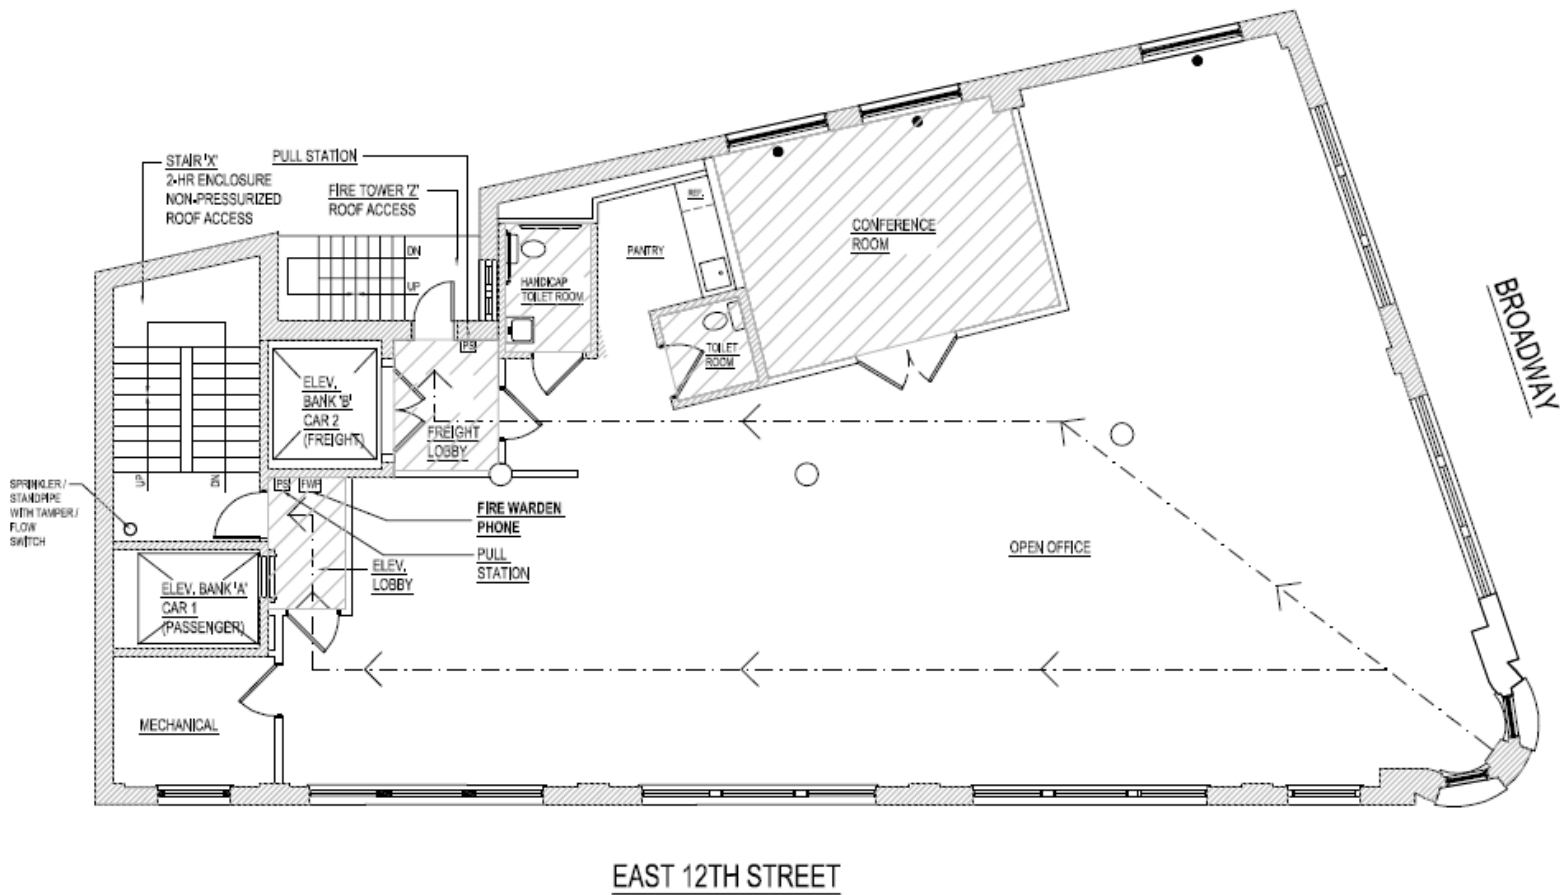 STAIR 'X'
2-HR ENCLOSURE
NON-PRESSURIZED
ROOF ACCESS
PULL STATION
FIRE TOWER 'Z'
ROOF ACCESS
DN
UP
REF.
PANTRY
CONFERENCE
ROOM
HANDICAP
TOILET ROOM
TOILET
ROOM
PS
ELEV.
BANK 'B'
CAR 2
(FREIGHT)
FREIGHT
LOBBY
BROADWAY
UP
DN
SPRINKLER /
STANDPIPE
WITH TAMPER /
FLOW
SWITCH
PS
FWP
FIRE WARDEN
PHONE
PULL
STATION
ELEV.
LOBBY
OPEN OFFICE
ELEV. BANK 'A'
CAR 1
(PASSENGER)
MECHANICAL
EAST 12TH STREET